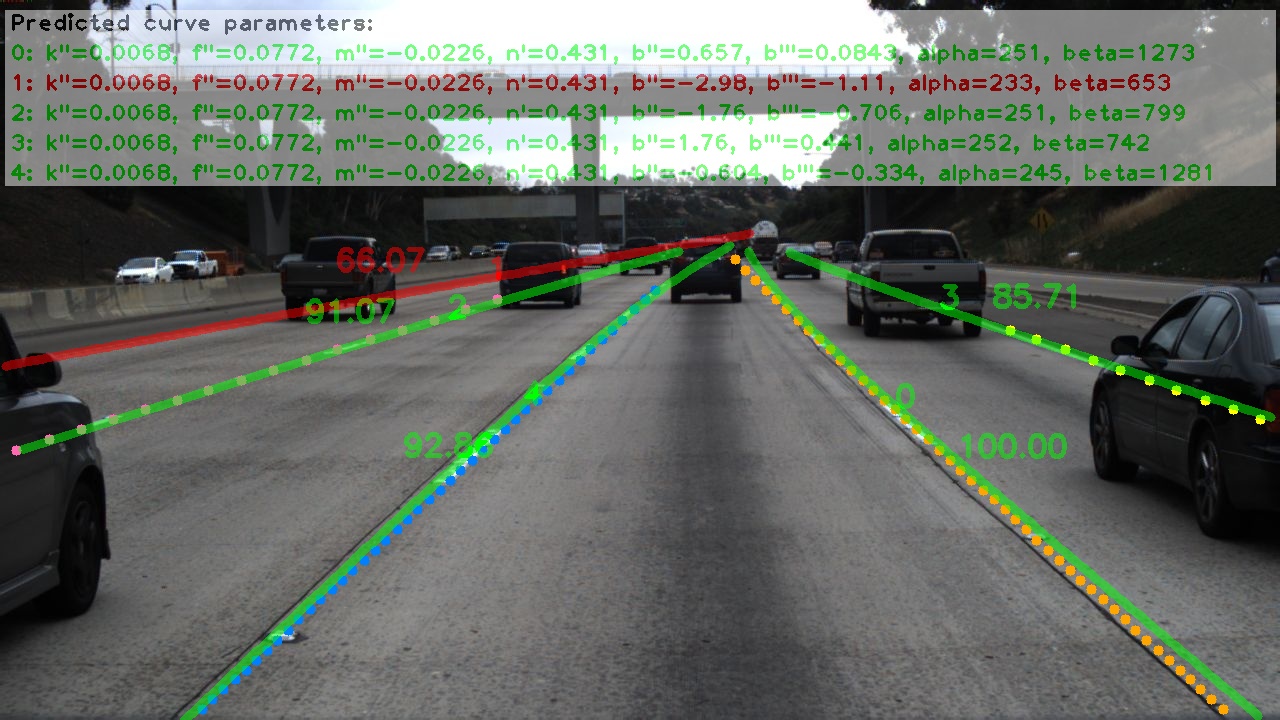 Predicted curve parameters:
0: k''=0.0068, f''=0.0772, m''=-0.0226, n'=0.431, b''=0.657, b'''=0.0843, alpha=251, beta=1273
1: k''=0.0068, f''=0.0772, m''=-0.0226, n'=0.431, b''=-2.98, b'''=-1.11, alpha=233, beta=653
2: k''=0.0068, f''=0.0772, m''=-0.0226, n'=0.431, b''=-1.76, b'''=-0.706, alpha=251, beta=799
3: k''=0.0068, f''=0.0772, m''=-0.0226, n'=0.431, b''=1.76, b'''=0.441, alpha=252, beta=742
4: k''=0.0068, f''=0.0772, m''=-0.0226, n'=0.431, b''=-0.604, b'''=-0.334, alpha=245, beta=1281
66.07
91.07 2
3 85.71
0
92.86
100.00